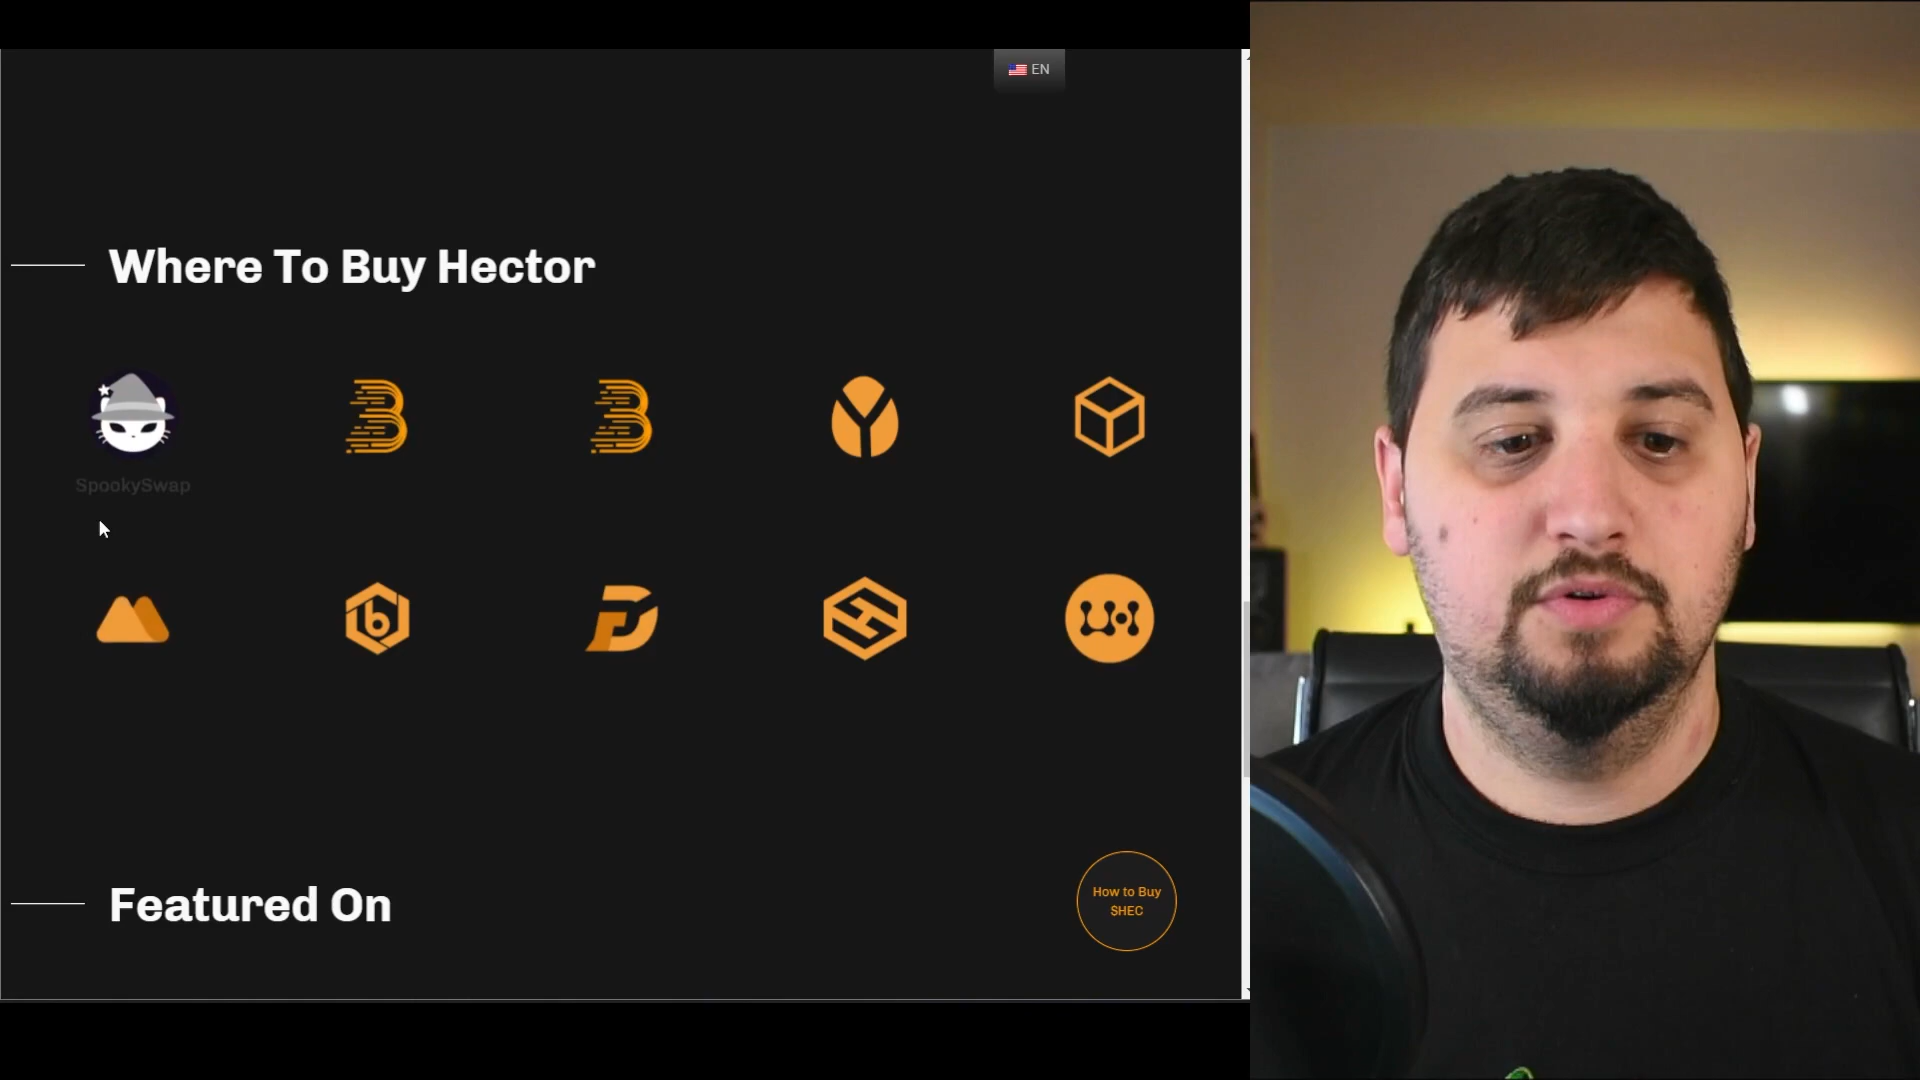 EN
Where To Buy Hector
SpookySwap
Featured On
How to Buy
$HEC